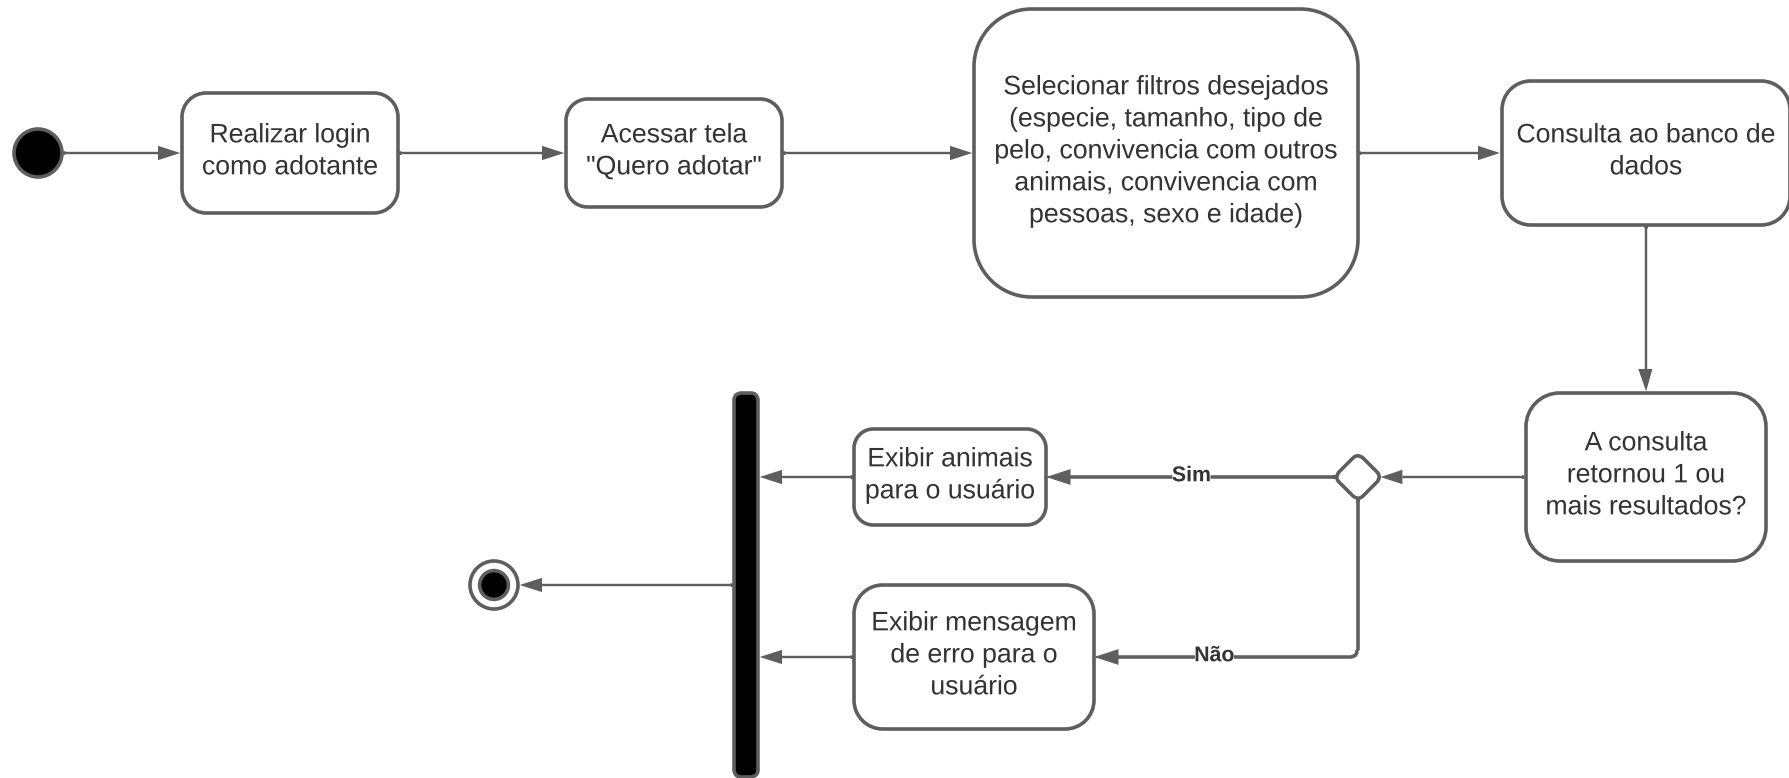 Realizar login
como adotante
Acessar tela
"Quero adotar"
Selecionar filtros desejados
(especie, tamanho, tipo de
pelo, convivencia com outros
animais, convivencia com
pessoas, sexo e idade)
Consulta ao banco de
dados
A consulta
retornou 1 ou
mais resultados?
Sim
Exibir animais
para o usuário
Não
Exibir mensagem
de erro para o
usuário